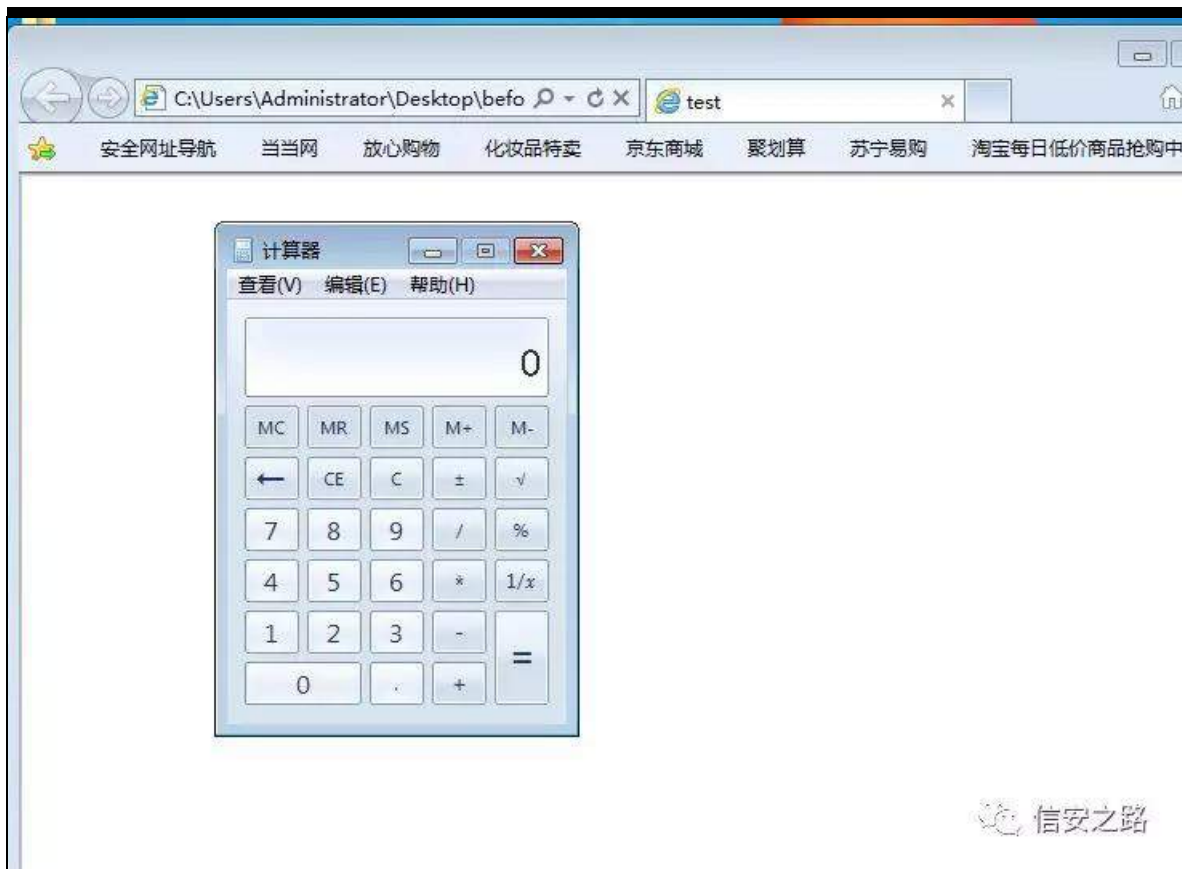 C:\Users\Administrator\Desktop\befo
test
安全网址导航 当当网 放心购物 化妆品特卖 京东商城 聚划算 苏宁易购 淘宝每日低价商品抢购中
计算器
查看(V) 编辑(E) 帮助(H)
0
MC MR MS M+ M-
← CE C ± √
7 8 9 / %
4 5 6 * 1/x
1 2 3 - =
0 . +
信安之路